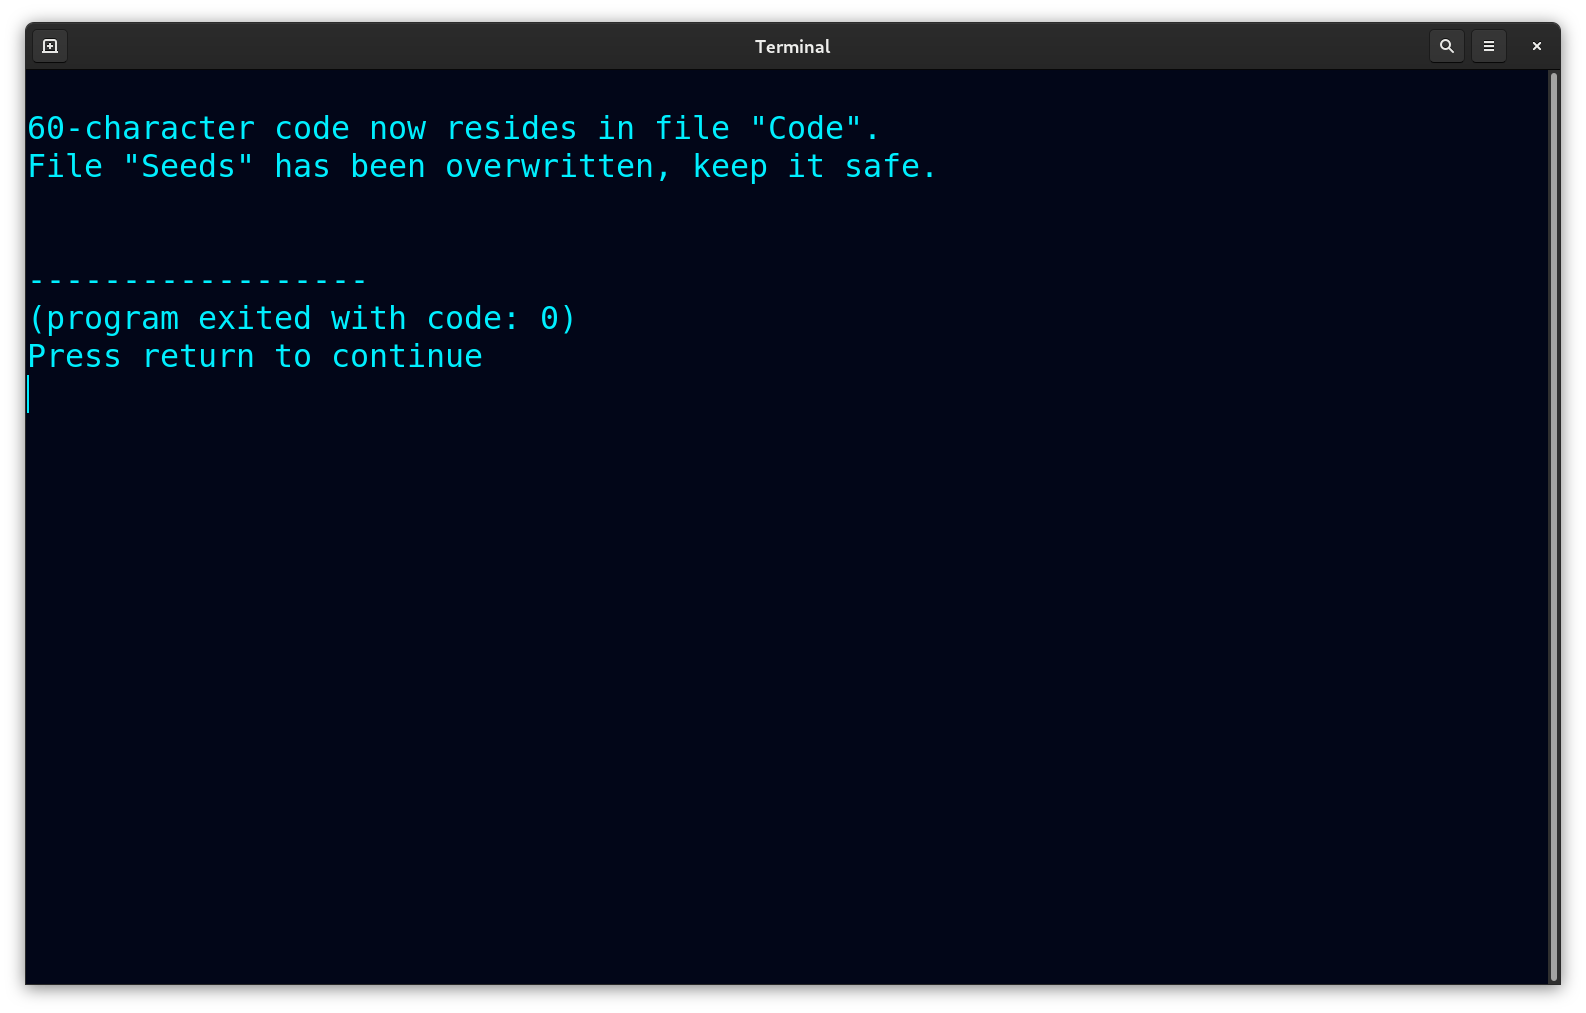 Terminal
60-character code now resides in file "Code".
File "Seeds" has been overwritten, keep it safe.
------------------
(program exited with code: 0)
Press return to continue